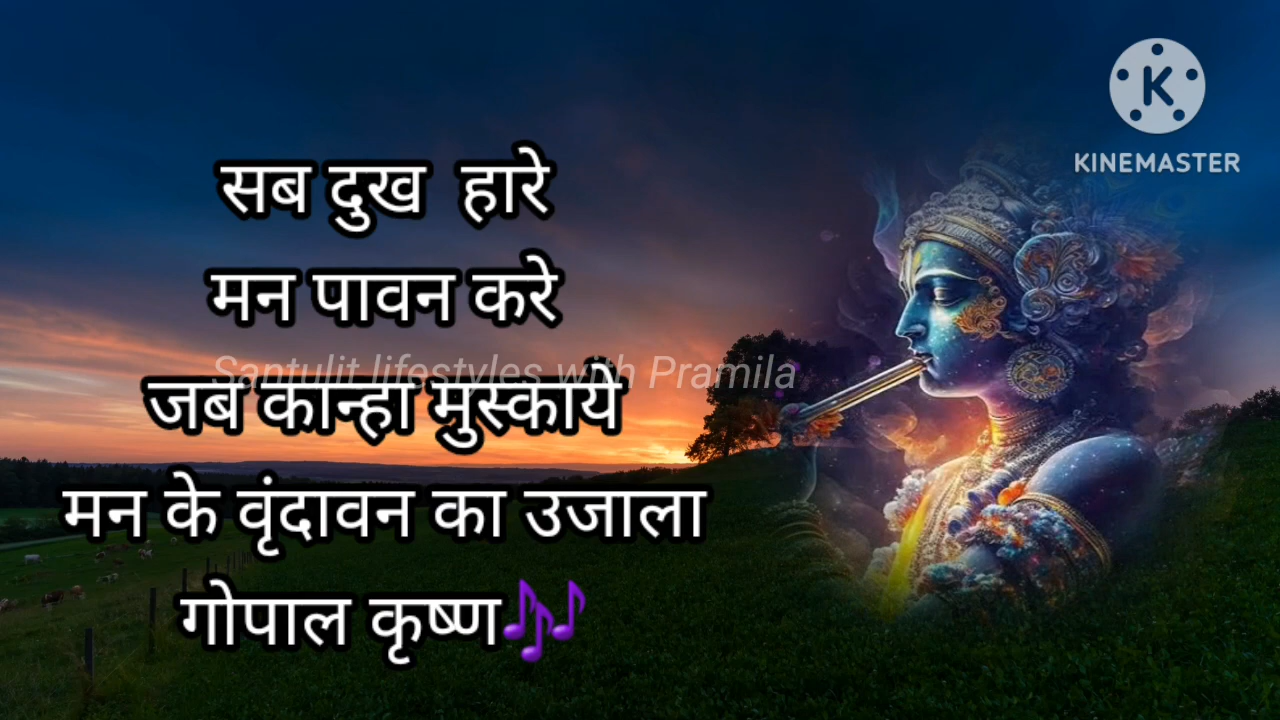 KINEMASTER
सब दुख हारे
मन पावन करे
Santulit lifestyles with Pramila
जब कान्हा मुस्काये
मन के वृंदावन का उजाला
गोपाल कृष्ण🎶